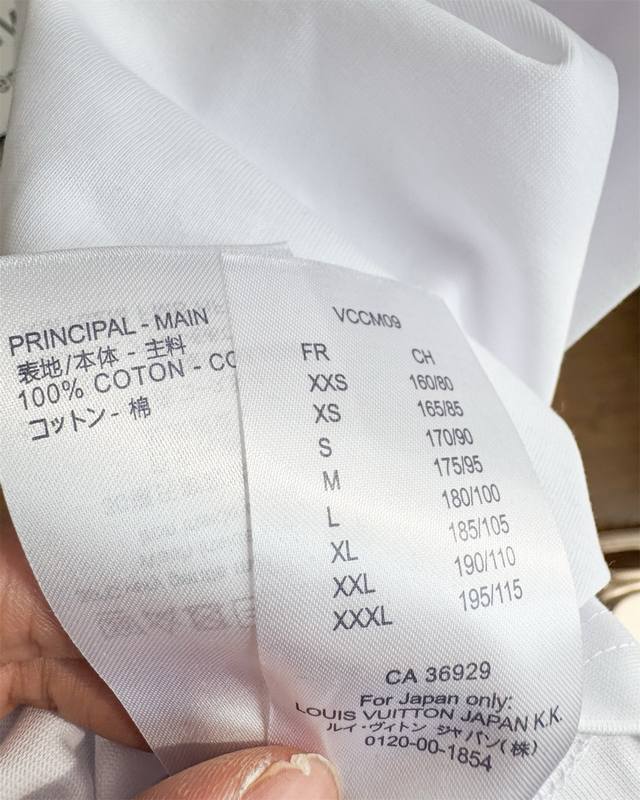 PRINCIPAL - MAIN
表地/本体 - 主料
100% COTON - CO
コットン - 棉
VCCM09
FR CH
XXS 160/80
XS 165/85
S 170/90
M 175/95
L 180/100
XL 185/105
XXL 190/110
XXXL 195/115
CA 36929
For Japan only:
LOUIS VUITTON JAPAN K.K.
ルイ・ヴィトン ジャパン(株)
0120-00-1854